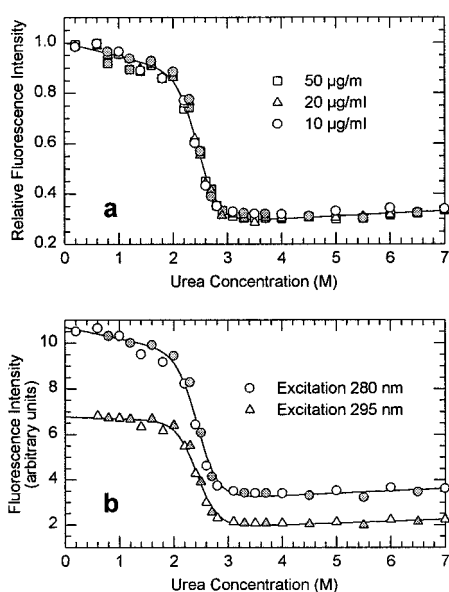 1.0
0.8
0.6
0.4
0.2
Relative Fluorescence Intensity
50 µg/m
20 µg/ml
10 µg/ml
a
0 1 2 3 4 5 6 7
Urea Concentration (M)
10
8
6
4
2
Fluorescence Intensity
(arbitrary units)
Excitation 280 nm
Excitation 295 nm
b
0 1 2 3 4 5 6 7
Urea Concentration (M)